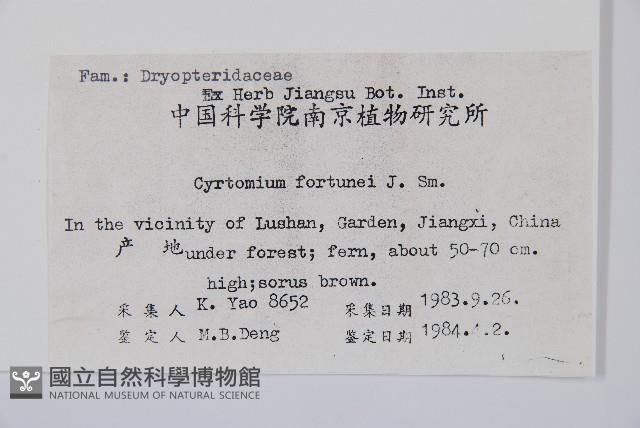 Fam.: Dryopteridaceae
Ex Herb Jiangsu Bot. Inst.
中国科学院南京植物研究所
Cyrtomium fortunei J. Sm.
In the vicinity of Lushan, Garden, Jiangxi, China
产 地 under forest; fern, about 50-70 cm.
high;sorus brown.
采集人 K. Yao 8652 采集日期 1983.9.26.
鉴定人 M.B.Deng 鉴定日期 1984.4.2.
國立自然科學博物館
NATIONAL MUSEUM OF NATURAL SCIENCE